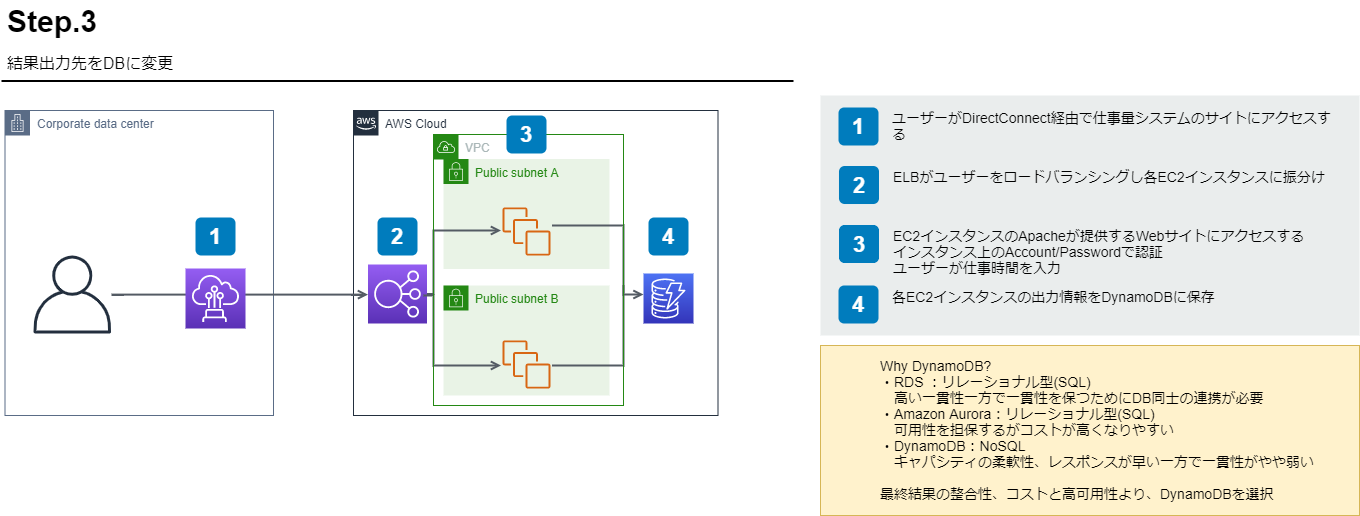 Step.3
結果出力先をDBに変更
Corporate data center
aws
AWS Cloud
VPC
3
Public subnet A
1
2
4
Public subnet B
1
ユーザーがDirectConnect経由で仕事量システムのサイトにアクセスす
る
2
ELBがユーザーをロードバランシングし各EC2インスタンスに振分け
3
EC2インスタンスのApacheが提供するWebサイトにアクセスする
インスタンス上のAccount/Passwordで認証
ユーザーが仕事時間を入力
4
各EC2インスタンスの出力情報をDynamoDBに保存
Why DynamoDB?
・RDS ：リレーショナル型(SQL)
高い一貫性一方で一貫性を保つためにDB同士の連携が必要
・Amazon Aurora：リレーショナル型(SQL)
可用性を担保するがコストが高くなりやすい
・DynamoDB：NoSQL
キャパシティの柔軟性、レスポンスが早い一方で一貫性がやや弱い
最終結果の整合性、コストと高可用性より、DynamoDBを選択